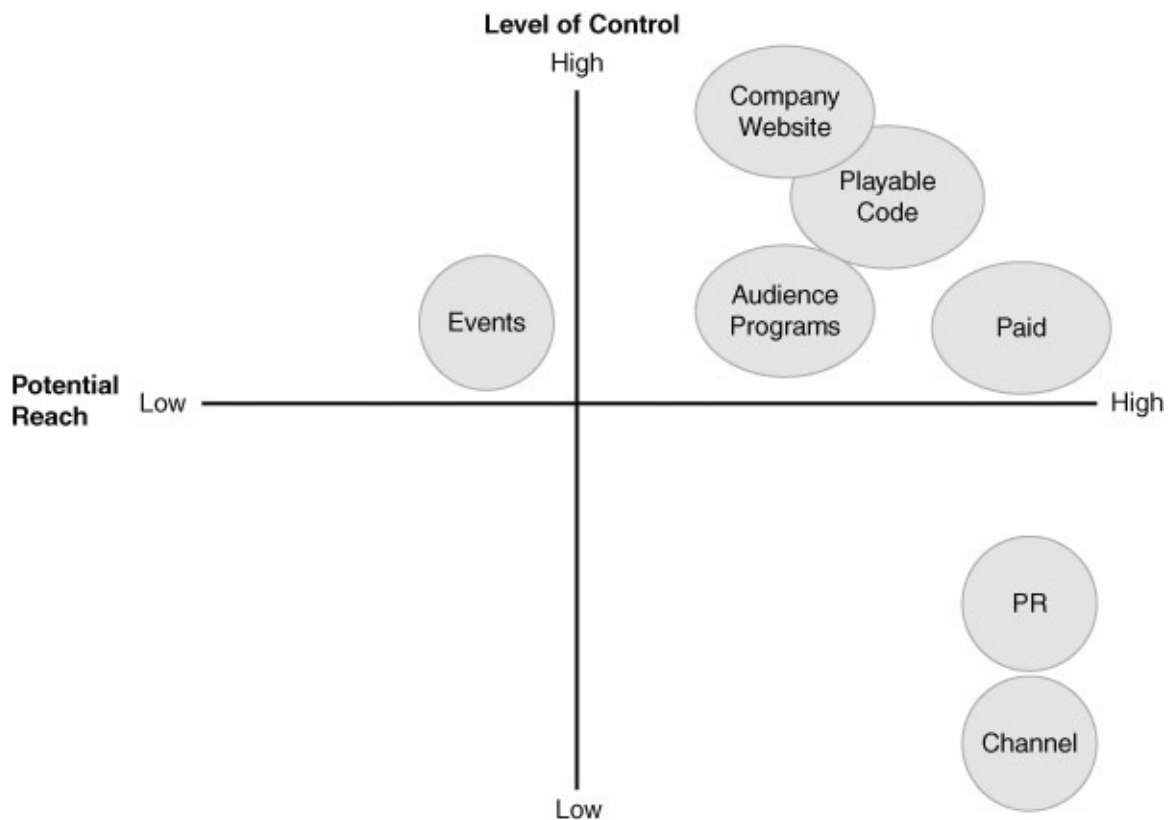 Level of Control
High
Company
Website
Playable
Code
Audience
Programs
Events
Paid
Potential
Reach
Low
High
PR
Channel
Low